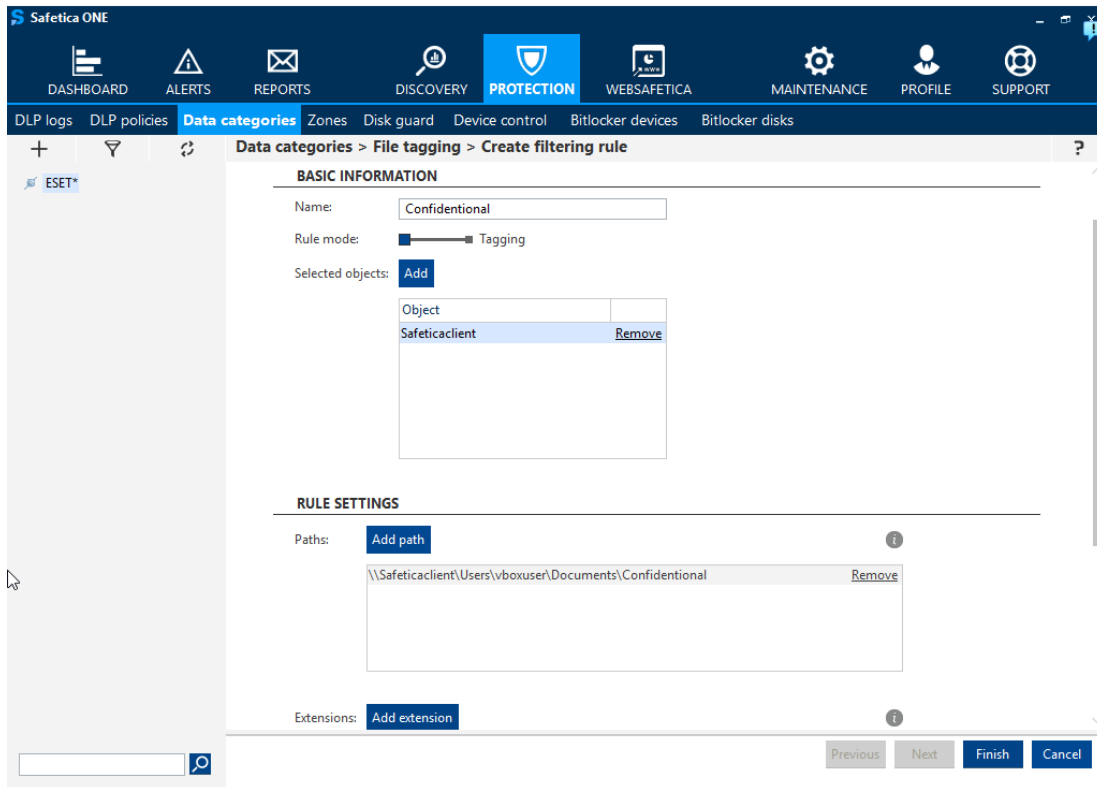 Safetica ONE
DASHBOARD ALERTS REPORTS DISCOVERY PROTECTION WEBSAFETICA MAINTENANCE PROFILE SUPPORT
DLP logs DLP policies Data categories Zones Disk guard Device control Bitlocker devices Bitlocker disks
Data categories > File tagging > Create filtering rule ?
ESET*
BASIC INFORMATION
Name: Confidentional
Rule mode: Tagging
Selected objects: Add
Object
Safeticaclient Remove
RULE SETTINGS
Paths: Add path
\\Safeticaclient\Users\vboxuser\Documents\Confidentional Remove
Extensions: Add extension
Previous Next Finish Cancel